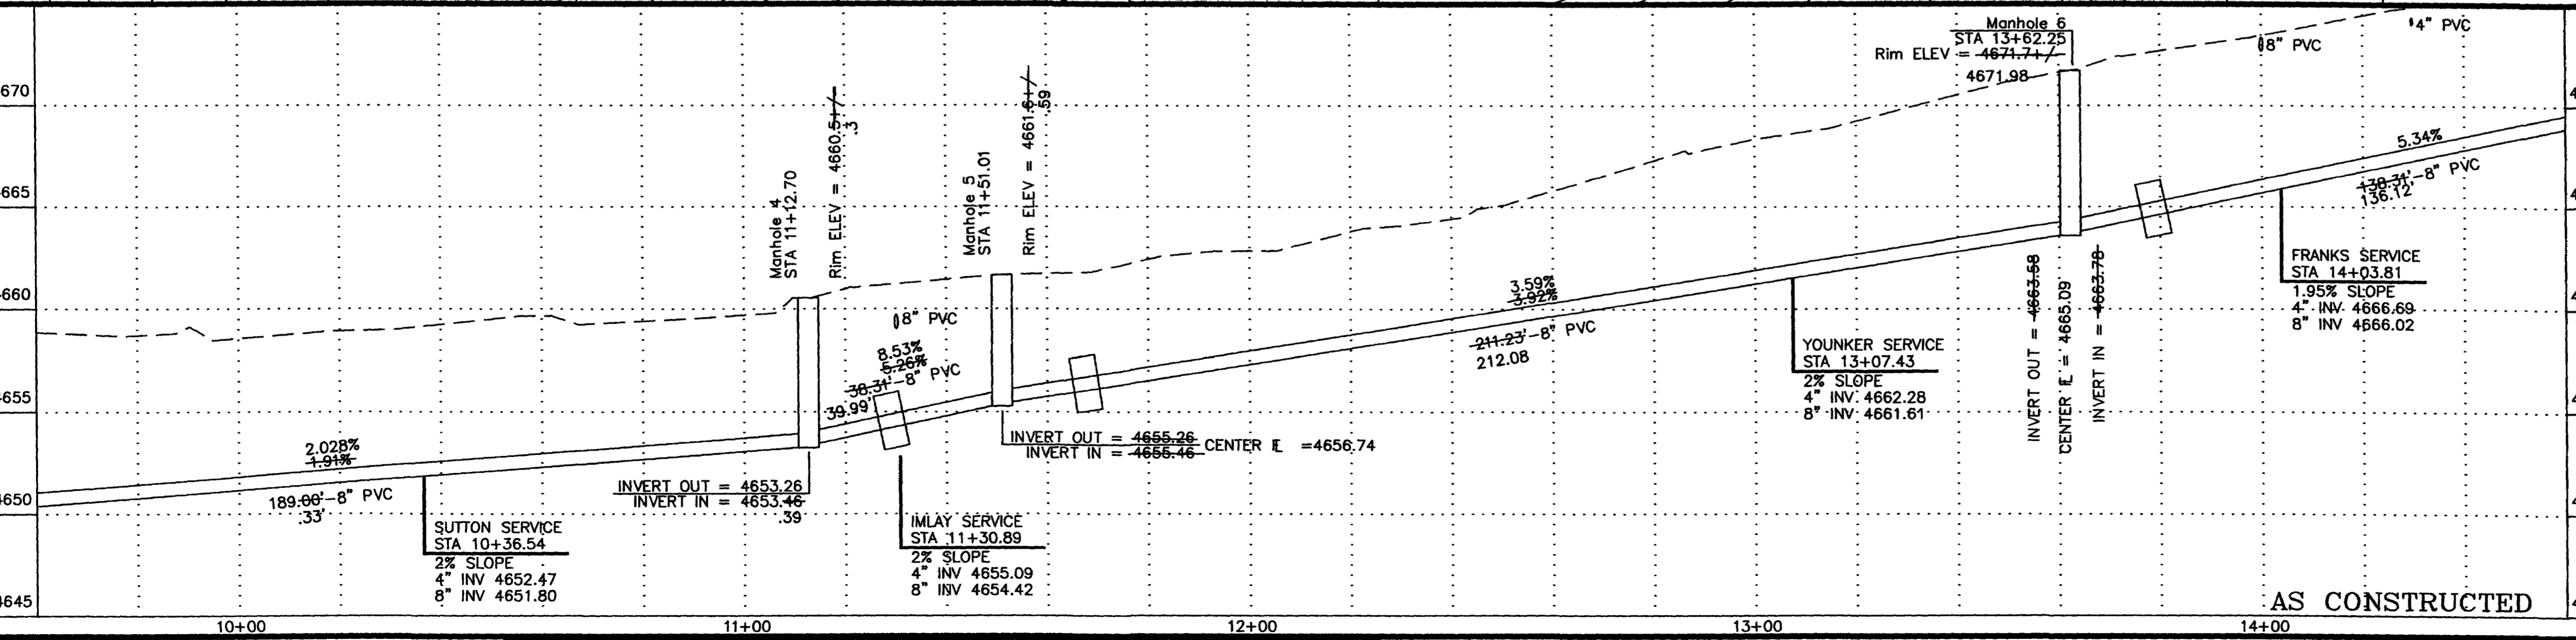 Manhole 6
STA 13+62.25
Rim ELEV = 4671.7+/-
4671.98
8" PVC
4" PVC
670
665
660
655
4650
4645
Manhole 4
STA 11+12.70
Rim ELEV = 4660.5+/-
.3
Manhole 5
STA 11+51.01
Rim ELEV = 4661.6+/-
.59
5.34%
138.31'-8" PVC
136.12'
FRANKS SERVICE
STA 14+03.81
1.95% SLOPE
4" INV 4666.69
8" INV 4666.02
INVERT OUT = 4663.58
CENTER FL = 4665.09
INVERT IN = 4663.78
3.59%
3.92%
211.23'-8" PVC
212.08
YOUNKER SERVICE
STA 13+07.43
2% SLOPE
4" INV 4662.28
8" INV 4661.61
8" PVC
8.53%
5.26%
38.31'-8" PVC
39.99'
INVERT OUT = 4655.26
INVERT IN = 4655.46
CENTER FL =4656.74
2.028%
1.91%
189.00'-8" PVC
.33'
INVERT OUT = 4653.26
INVERT IN = 4653.46
.39
SUTTON SERVICE
STA 10+36.54
2% SLOPE
4" INV 4652.47
8" INV 4651.80
IMLAY SERVICE
STA 11+30.89
2% SLOPE
4" INV 4655.09
8" INV 4654.42
AS CONSTRUCTED
10+00
11+00
12+00
13+00
14+00